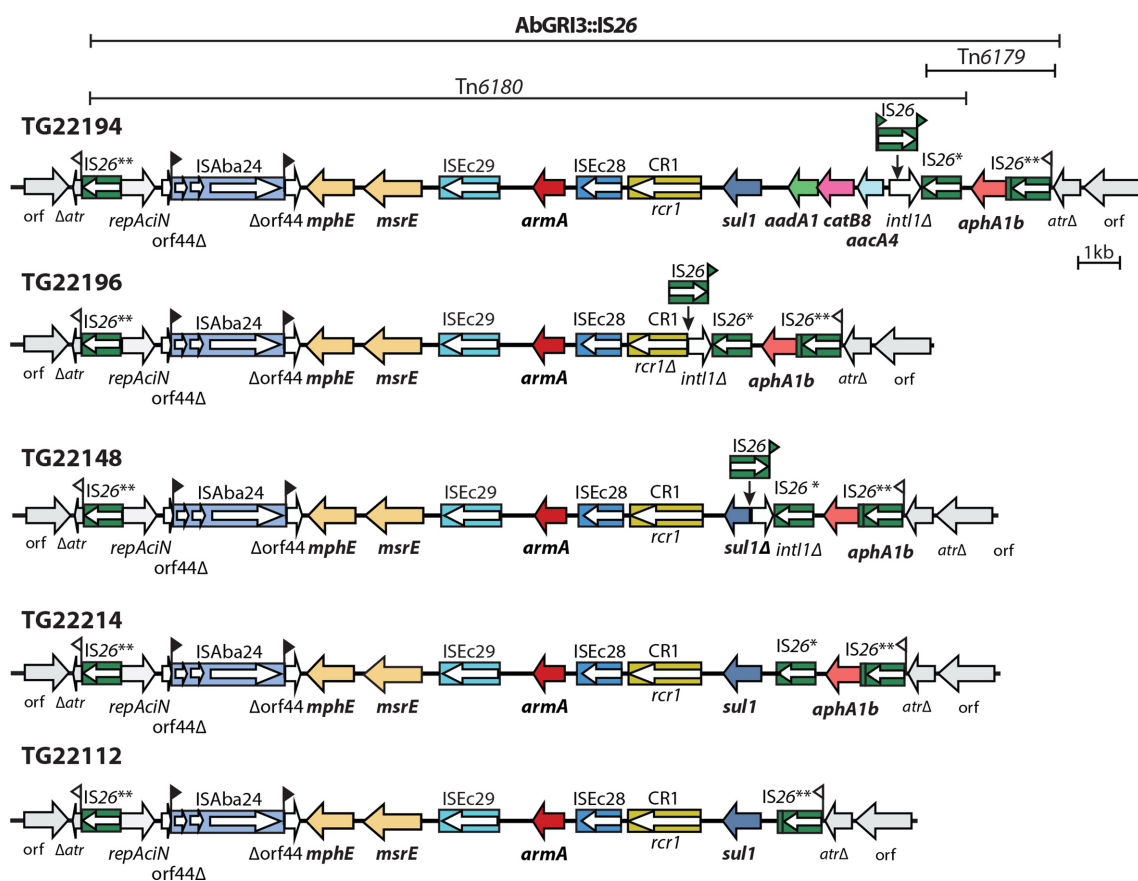 AbGRI3::IS26
Tn6179
Tn6180
TG22194
IS26
IS26** ISAba24 ISEc29 ISEc28 CR1 IS26* IS26**
orf Δatr repAciN orf44Δ Δorf44 mphE msrE armA rcr1 sul1 aadA1 catB8 aacA4 intI1Δ aphA1b atrΔ orf
1kb
TG22196
IS26
IS26** ISAba24 ISEc29 ISEc28 CR1 IS26* IS26**
orf Δatr repAciN orf44Δ Δorf44 mphE msrE armA rcr1Δ intI1Δ aphA1b atrΔ orf
TG22148
IS26
IS26** ISAba24 ISEc29 ISEc28 CR1 IS26 * IS26**
orf Δatr repAciN orf44Δ Δorf44 mphE msrE armA rcr1 sul1Δ intI1Δ aphA1b atrΔ orf
TG22214
IS26** ISAba24 ISEc29 ISEc28 CR1 IS26* IS26**
orf Δatr repAciN orf44Δ Δorf44 mphE msrE armA rcr1 sul1 aphA1b atrΔ orf
TG22112
IS26** ISAba24 ISEc29 ISEc28 CR1 IS26**
orf Δatr repAciN orf44Δ Δorf44 mphE msrE armA rcr1 sul1 atrΔ orf